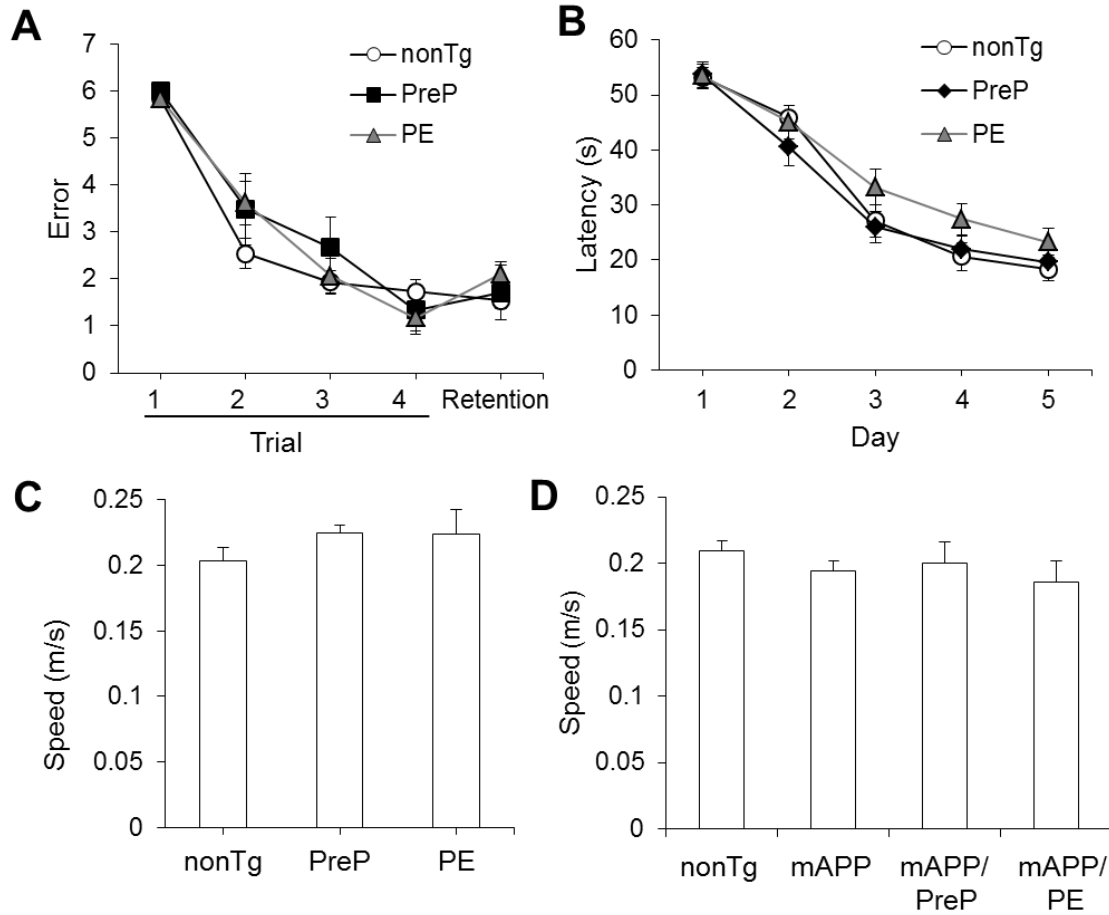 A
7
6
5
4
3
2
1
0
Error
nonTg
PreP
PE
1 2 3 4 Retention
Trial
B
60
50
40
30
20
10
0
Latency (s)
nonTg
PreP
PE
1 2 3 4 5
Day
C
0.25
0.2
0.15
0.1
0.05
0
Speed (m/s)
nonTg PreP PE
D
0.25
0.2
0.15
0.1
0.05
0
Speed (m/s)
nonTg mAPP mAPP/ mAPP/
PreP PE